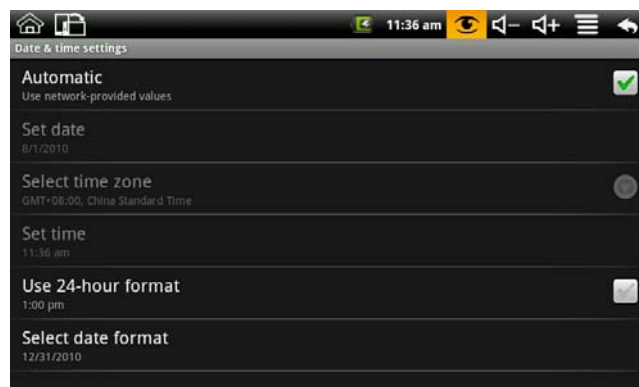 11:36 am
Date & time settings
Automatic
Use network-provided values
Set date
8/1/2010
Select time zone
GMT+08:00, China Standard Time
Set time
11:36 am
Use 24-hour format
1:00 pm
Select date format
12/31/2010